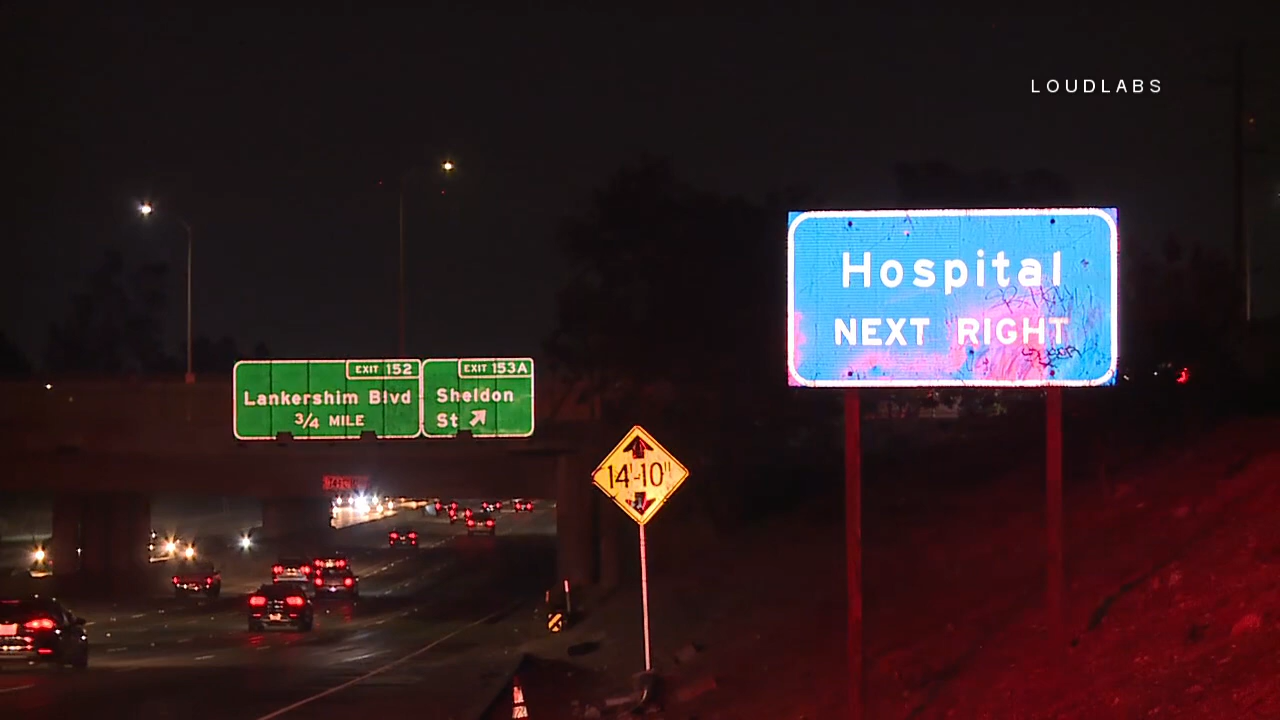 LOUDLABS
Hospital
NEXT RIGHT
EXIT 152
Lankershim Blvd
3/4 MILE
EXIT 153A
Sheldon
St
14'-10"